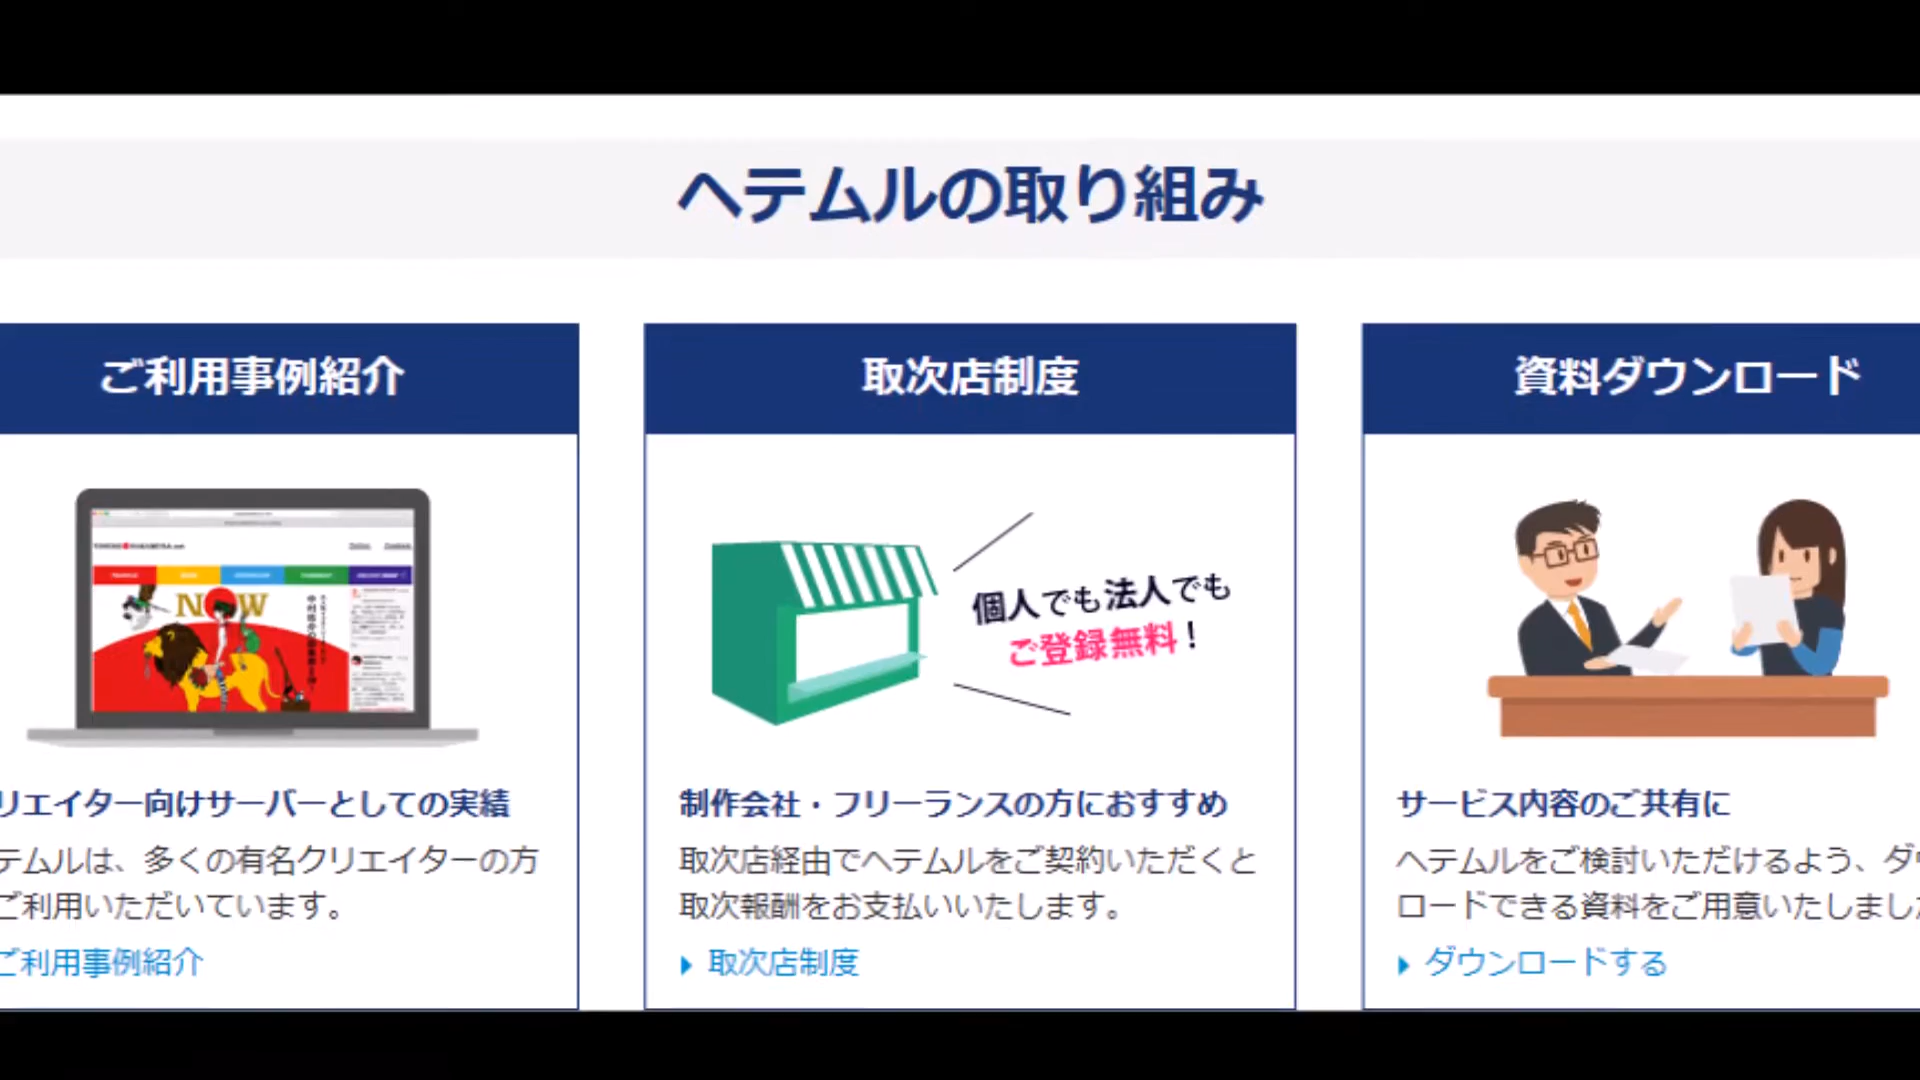 ヘテムルの取り組み
ご利用事例紹介
NOW
リエイター向けサーバーとしての実績
テムルは、多くの有名クリエイターの方
ご利用いただいています。
ご利用事例紹介
取次店制度
個人でも法人でも
ご登録無料！
制作会社・フリーランスの方におすすめ
取次店経由でヘテムルをご契約いただくと
取次報酬をお支払いいたします。
取次店制度
資料ダウンロード
サービス内容のご共有に
ヘテムルをご検討いただけるよう、ダ
ロードできる資料をご用意いたしまし
ダウンロードする